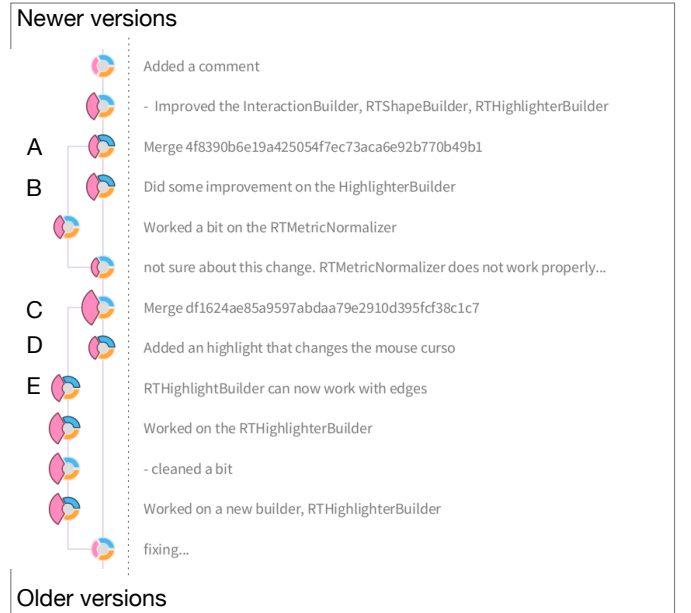 Newer versions
Added a comment
- Improved the InteractionBuilder, RTShapeBuilder, RTHighlighterBuilder
A Merge 4f8390b6e19a425054f7ec73aca6e92b770b49b1
B Did some improvement on the HighlighterBuilder
Worked a bit on the RTMetricNormalizer
not sure about this change. RTMetricNormalizer does not work properly...
C Merge df1624ae85a9597abdaa79e2910d395fcf38c1c7
D Added an highlight that changes the mouse curso
E RTHighlightBuilder can now work with edges
Worked on the RTHighlighterBuilder
- cleaned a bit
Worked on a new builder, RTHighlighterBuilder
fixing...
Older versions